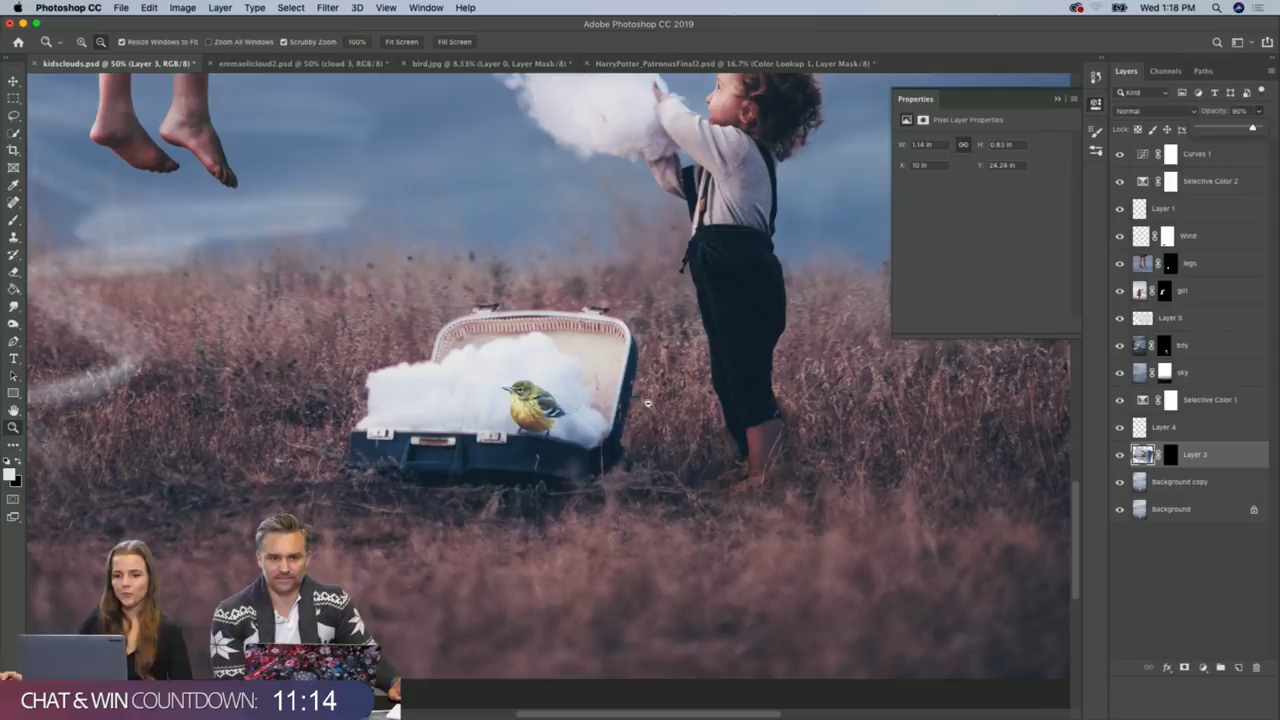 Photoshop CC File Edit Image Layer Type Select Filter 3D View Window Help
Wed 1:18 PM
Adobe Photoshop CC 2019
Resize Windows to Fit Zoom All Windows Scrubby Zoom 100% Fit Screen Fill Screen
kidsclouds.psd @ 50% (Layer 3, RGB/8) *
emmaolicloud2.psd @ 50% (cloud 3, RGB/8) *
bird.jpg @ 8.33% (Layer 0, Layer Mask/8) *
HarryPotter_PatronusFinal2.psd @ 16.7% (Color Lookup 1, Layer Mask/8) *
Properties
Pixel Layer Properties
W: 1.14 in H: 0.83 in
X: 10 in Y: 24.24 in
Layers Channels Paths
Kind
Normal Opacity: 90%
Lock:
Curves 1
Selective Color 2
Layer 1
Wind
legs
girl
Layer 5
boy
sky
Selective Color 1
Layer 4
Layer 3
Background copy
Background
CHAT & WIN COUNTDOWN: 11:14